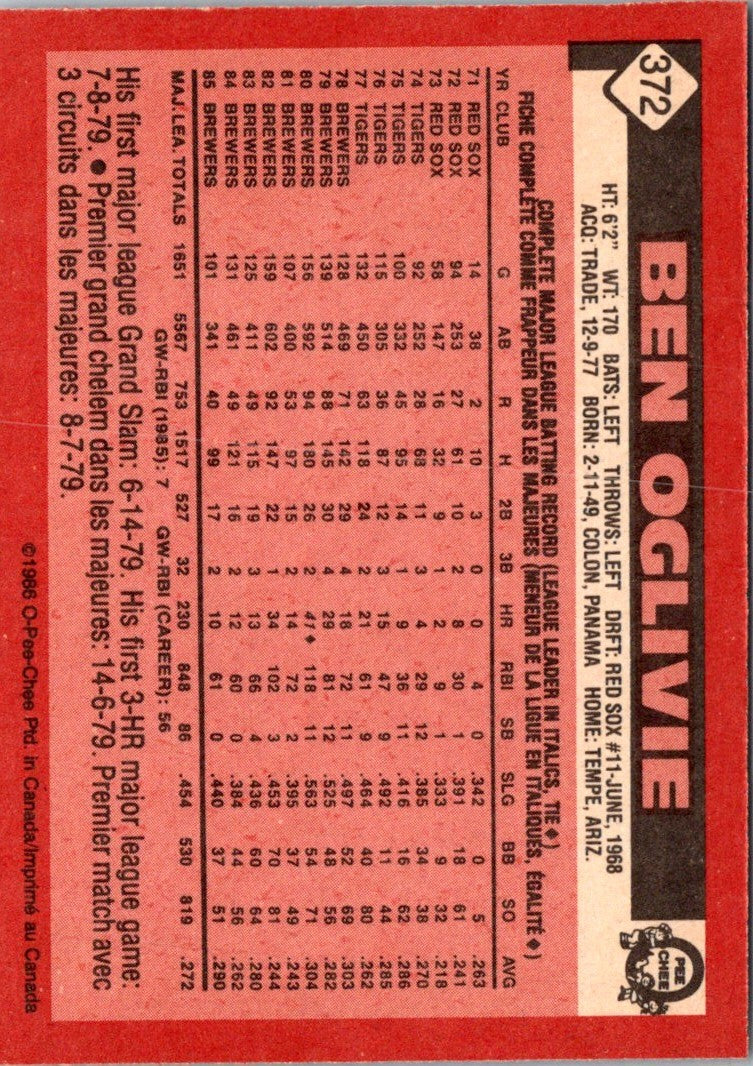 372
BEN OGLIVIE
O
PEE
CHEE
HT: 6'2" WT: 170 BATS: LEFT THROWS: LEFT DRFT: RED SOX #11-JUNE, 1968
ACQ: TRADE, 12-9-77 BORN: 2-11-49, COLON, PANAMA HOME: TEMPE, ARIZ.
COMPLETE MAJOR LEAGUE BATTING RECORD (LEAGUE LEADER IN ITALICS, TIE ♦)
FICHE COMPLÈTE COMME FRAPPEUR DANS LES MAJEURES (MENEUR DE LA LIGUE EN ITALIQUES, ÉGALITÉ ♦)
YR CLUB G AB R H 2B 3B HR RBI SB SLG BB SO AVG
71 RED SOX 14 38 2 10 3 0 0 4 0 .342 0 5 .263
72 RED SOX 94 253 27 61 10 2 8 30 1 .391 18 61 .241
73 RED SOX 58 147 16 32 9 1 2 9 1 .333 9 32 .218
74 TIGERS 92 252 28 68 11 3 4 29 12 .385 34 38 .270
75 TIGERS 100 332 45 95 14 1 9 36 11 .416 16 62 .286
76 TIGERS 115 305 36 87 12 3 15 47 9 .492 11 44 .285
77 TIGERS 132 450 63 118 24 2 21 61 9 .464 40 80 .262
78 BREWERS 128 469 71 142 29 4 18 72 11 .497 52 69 .303
79 BREWERS 139 514 88 145 30 4 29 81 12 .525 48 56 .282
80 BREWERS 156 592 94 180 26 2 41♦ 118 11 .563 54 71 .304
81 BREWERS 107 400 53 97 15 2 14 72 2 .395 37 49 .243
82 BREWERS 159 602 92 147 22 1 34 102 3 .453 70 81 .244
83 BREWERS 125 411 49 115 19 3 13 66 4 .436 60 64 .280
84 BREWERS 131 461 49 121 16 2 12 60 0 .384 44 56 .262
85 BREWERS 101 341 40 99 17 2 10 61 0 .440 37 51 .290
MAJ. LEA. TOTALS 1651 5567 753 1517 527 32 230 848 86 .454 530 819 .272
GW-RBI (1985): 7 GW-RBI (CAREER): 56
His first major league Grand Slam: 6-14-79. His first 3-HR major league game:
7-8-79. ● Premier grand chelem dans les majeures: 14-6-79. Premier match avec
3 circuits dans les majeures: 8-7-79.
©1986 O-Pee-Chee Ptd. in Canada/Imprimé au Canada